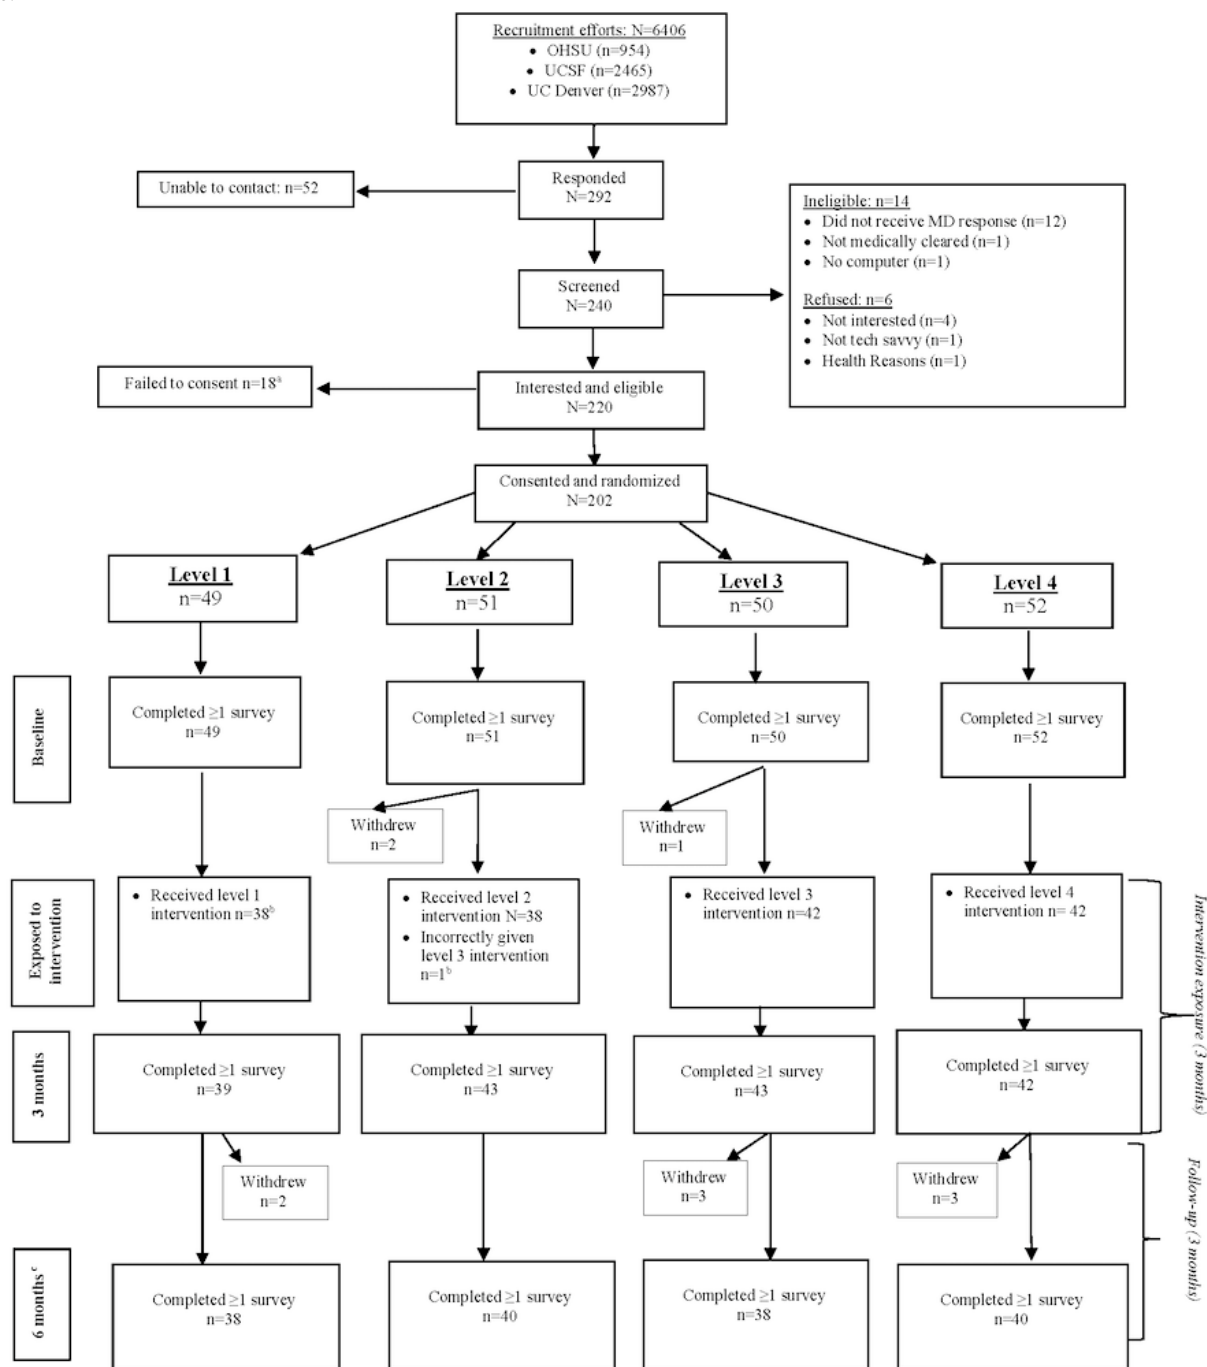 Recruitment efforts: N=6406
• OHSU (n=954)
• UCSF (n=2465)
• UC Denver (n=2987)
Responded
N=292
Unable to contact: n=52
Ineligible: n=14
• Did not receive MD response (n=12)
• Not medically cleared (n=1)
• No computer (n=1)
Refused: n=6
• Not interested (n=4)
• Not tech savvy (n=1)
• Health Reasons (n=1)
Screened
N=240
Failed to consent n=18ᵃ
Interested and eligible
N=220
Consented and randomized
N=202
Level 1
n=49
Level 2
n=51
Level 3
n=50
Level 4
n=52
Baseline
Completed ≥1 survey
n=49
Completed ≥1 survey
n=51
Completed ≥1 survey
n=50
Completed ≥1 survey
n=52
Withdrew
n=2
Withdrew
n=1
Exposed to
intervention
• Received level 1
intervention n=38ᵇ
• Received level 2
intervention N=38
• Incorrectly given
level 3 intervention
n=1ᵇ
• Received level 3
intervention n=42
• Received level 4
intervention n= 42
Intervention exposure (3 months)
3 months
Completed ≥1 survey
n=39
Completed ≥1 survey
n=43
Completed ≥1 survey
n=43
Completed ≥1 survey
n=42
Withdrew
n=2
Withdrew
n=3
Withdrew
n=3
Follow-up (3 months)
6 months ᶜ
Completed ≥1 survey
n=38
Completed ≥1 survey
n=40
Completed ≥1 survey
n=38
Completed ≥1 survey
n=40